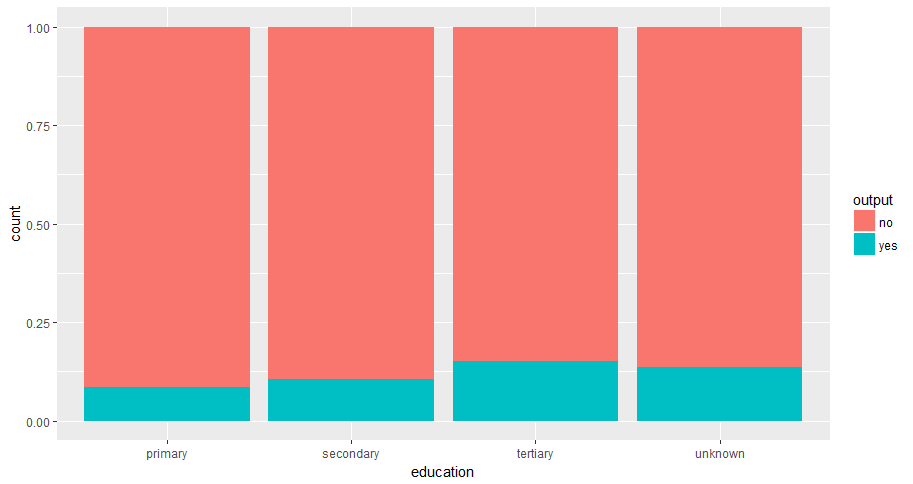 1.00
0.75
0.50
0.25
0.00
count
primary secondary tertiary unknown
education
output
no
yes